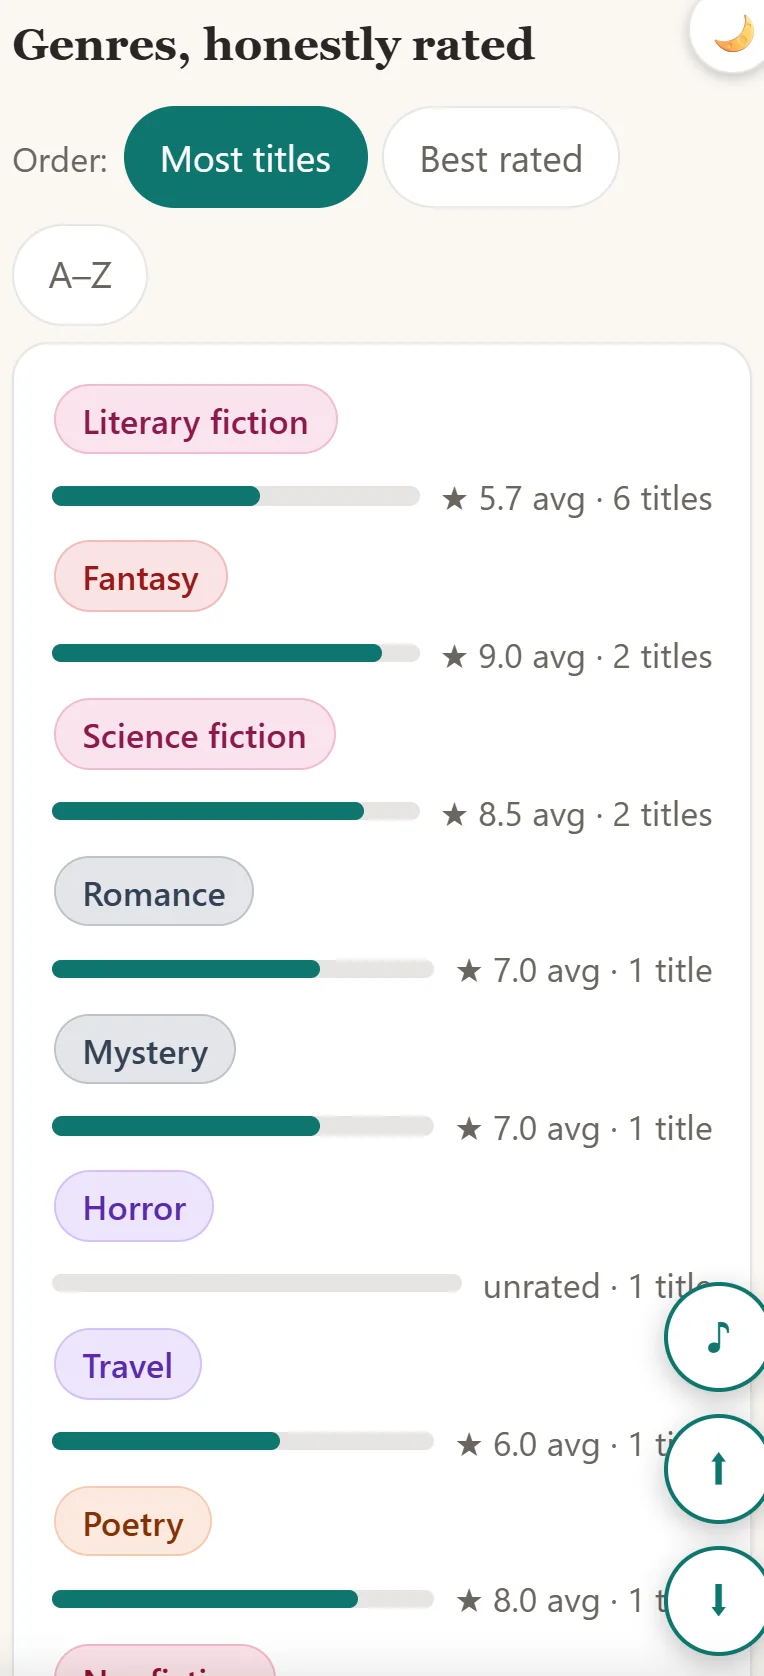 Genres, honestly rated
Order: Most titles Best rated
A–Z
Literary fiction
★ 5.7 avg · 6 titles
Fantasy
★ 9.0 avg · 2 titles
Science fiction
★ 8.5 avg · 2 titles
Romance
★ 7.0 avg · 1 title
Mystery
★ 7.0 avg · 1 title
Horror
unrated · 1 title
Travel
★ 6.0 avg · 1
Poetry
★ 8.0 avg · 1